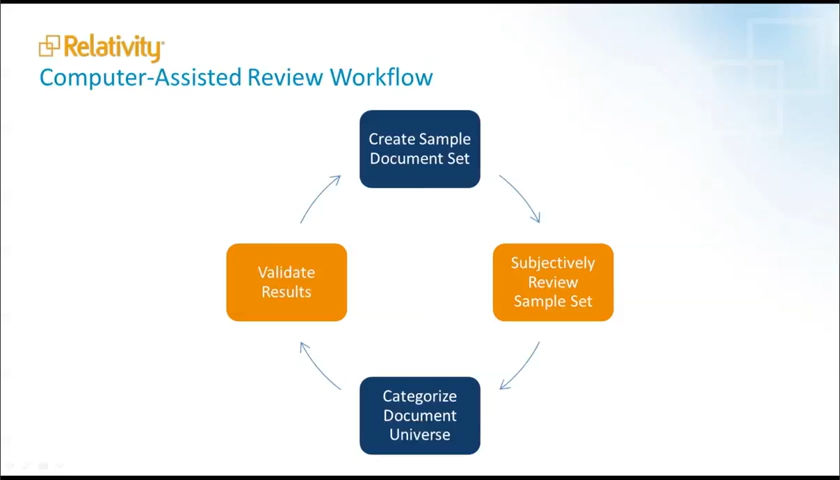 Relativity
Computer-Assisted Review Workflow
Create Sample
Document Set
Subjectively
Review
Sample Set
Categorize
Document
Universe
Validate
Results